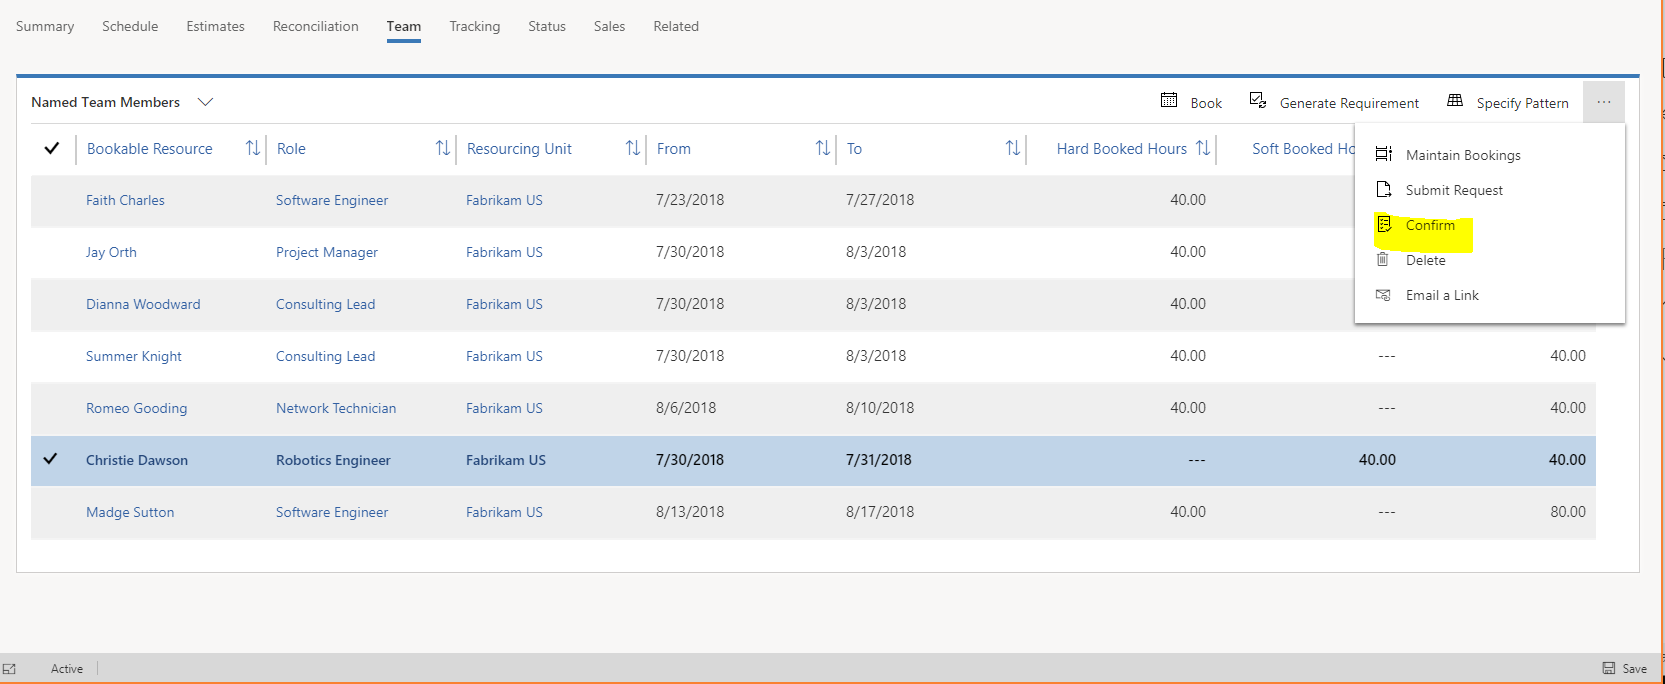 Summary Schedule Estimates Reconciliation Team Tracking Status Sales Related
Named Team Members Book Generate Requirement Specify Pattern ...
Bookable Resource Role Resourcing Unit From To Hard Booked Hours Soft Booked Ho
Maintain Bookings
Submit Request
Confirm
Delete
Email a Link
Faith Charles Software Engineer Fabrikam US 7/23/2018 7/27/2018 40.00
Jay Orth Project Manager Fabrikam US 7/30/2018 8/3/2018 40.00
Dianna Woodward Consulting Lead Fabrikam US 7/30/2018 8/3/2018 40.00
Summer Knight Consulting Lead Fabrikam US 7/30/2018 8/3/2018 40.00 --- 40.00
Romeo Gooding Network Technician Fabrikam US 8/6/2018 8/10/2018 40.00 --- 40.00
Christie Dawson Robotics Engineer Fabrikam US 7/30/2018 7/31/2018 --- 40.00 40.00
Madge Sutton Software Engineer Fabrikam US 8/13/2018 8/17/2018 40.00 --- 80.00
Active Save